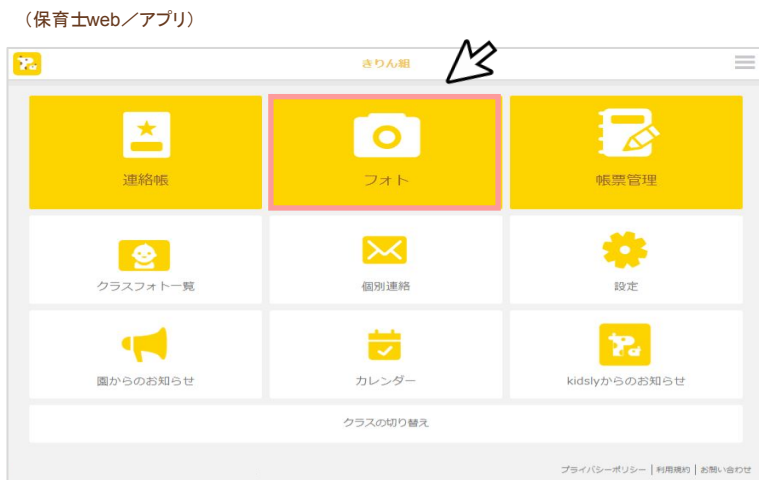 （保育士web／アプリ）
きりん組
連絡帳
フォト
帳票管理
クラスフォト一覧
個別連絡
設定
園からのお知らせ
カレンダー
kidslyからのお知らせ
クラスの切り替え
プライバシーポリシー | 利用規約 | お問い合わせ